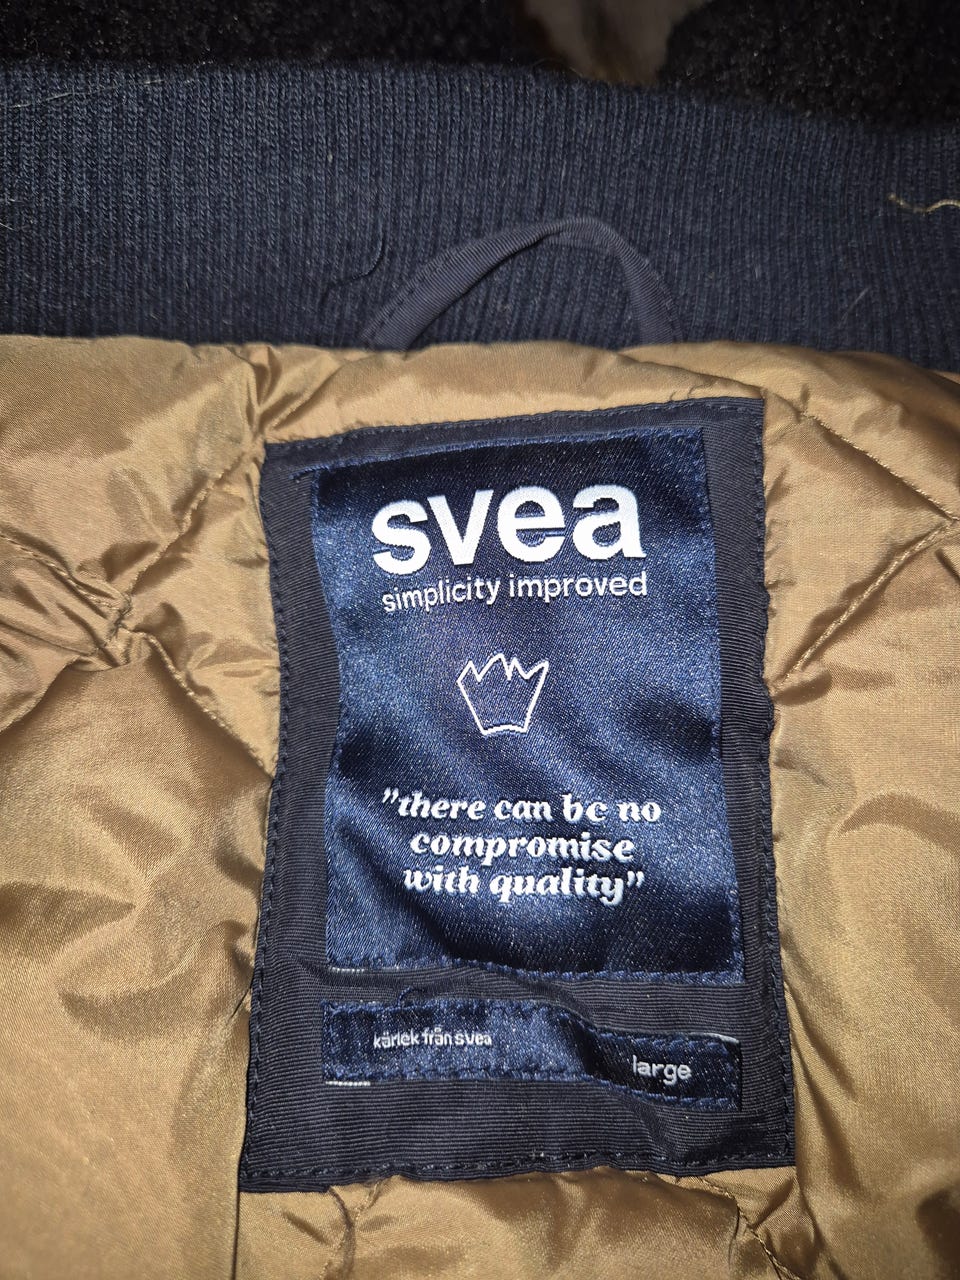 svea
simplicity improved
"there can be no
compromise
with quality"
kärlek från svea
large